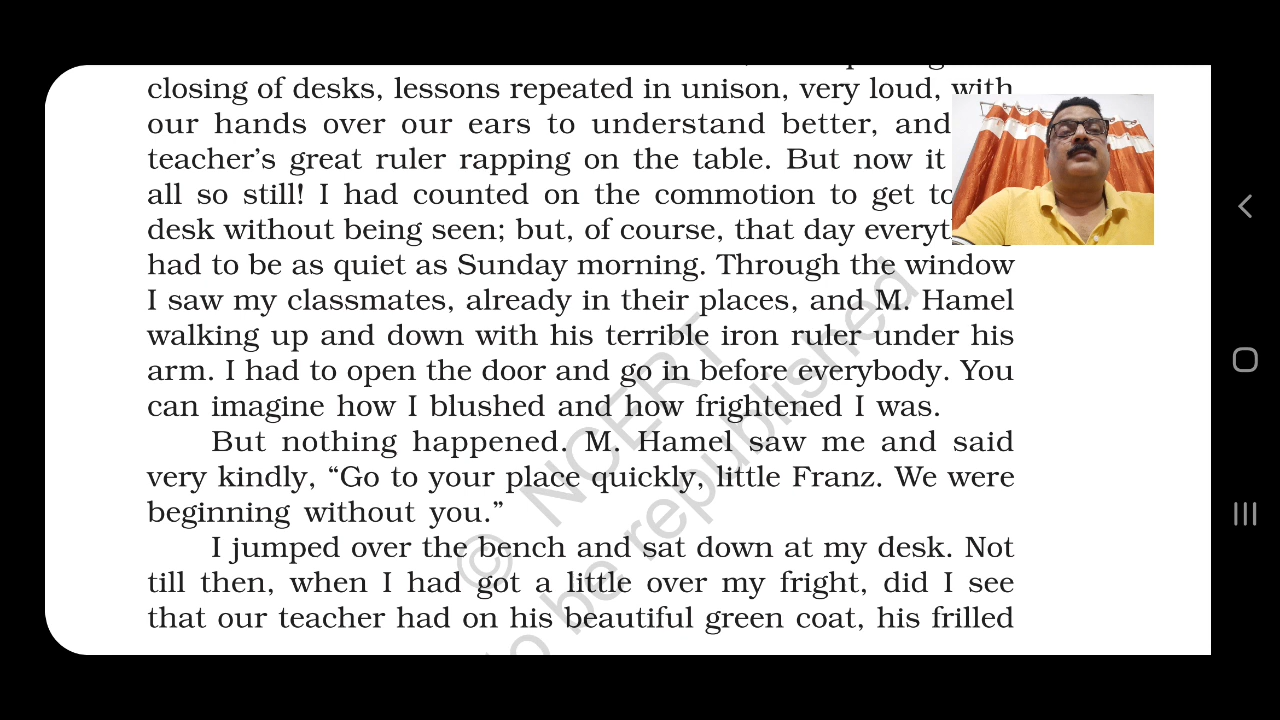 closing of desks, lessons repeated in unison, very loud, with
our hands over our ears to understand better, and
teacher's great ruler rapping on the table. But now it
all so still! I had counted on the commotion to get to
desk without being seen; but, of course, that day
had to be as quiet as Sunday morning. Through the window
I saw my classmates, already in their places, and M. Hamel
walking up and down with his terrible iron ruler under his
arm. I had to open the door and go in before everybody. You
can imagine how I blushed and how frightened I was.
But nothing happened. M. Hamel saw me and said
very kindly, “Go to your place quickly, little Franz. We were
beginning without you.”
I jumped over the bench and sat down at my desk. Not
till then, when I had got a little over my fright, did I see
that our teacher had on his beautiful green coat, his frilled
© NCERT
to be republished